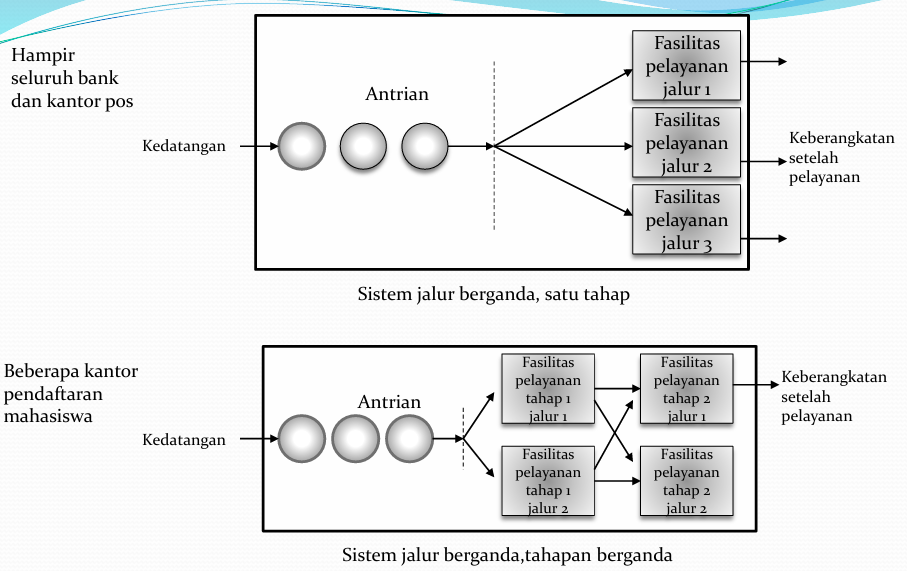 Hampir
seluruh bank
dan kantor pos
Antrian
Kedatangan
Fasilitas
pelayanan
jalur 1
Fasilitas
pelayanan
jalur 2
Fasilitas
pelayanan
jalur 3
Keberangkatan
setelah
pelayanan
Sistem jalur berganda, satu tahap
Beberapa kantor
pendaftaran
mahasiswa
Antrian
Kedatangan
Fasilitas
pelayanan
tahap 1
jalur 1
Fasilitas
pelayanan
tahap 2
jalur 1
Fasilitas
pelayanan
tahap 1
jalur 2
Fasilitas
pelayanan
tahap 2
jalur 2
Keberangkatan
setelah
pelayanan
Sistem jalur berganda,tahapan berganda